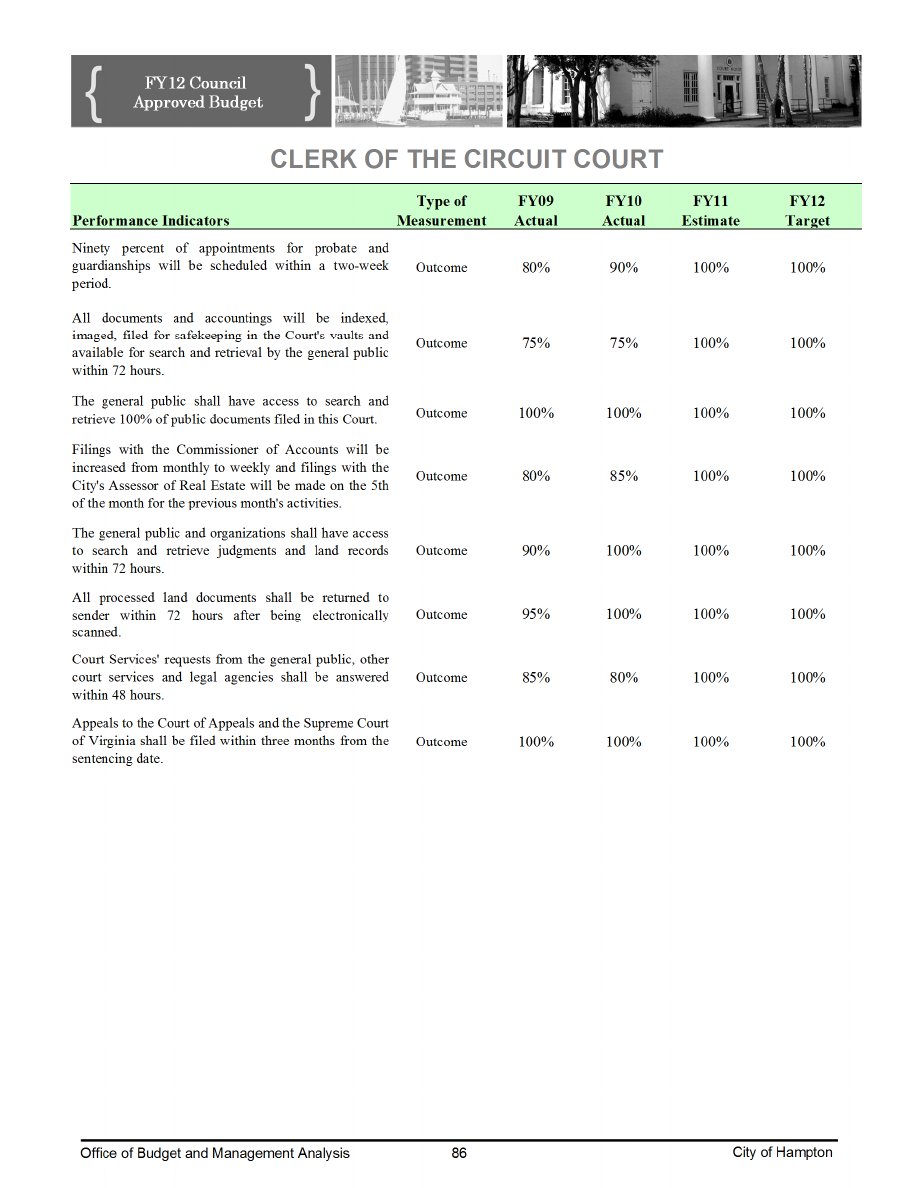 FY12 Council
Approved Budget
CLERK OF THE CIRCUIT COURT
Performance Indicators Type of Measurement FY09 Actual FY10 Actual FY11 Estimate FY12 Target
Ninety percent of appointments for probate and
guardianships will be scheduled within a two-week
period.
Outcome 80% 90% 100% 100%
All documents and accountings will be indexed,
imaged, filed for safekeeping in the Court's vaults and
available for search and retrieval by the general public
within 72 hours.
Outcome 75% 75% 100% 100%
The general public shall have access to search and
retrieve 100% of public documents filed in this Court.
Outcome 100% 100% 100% 100%
Filings with the Commissioner of Accounts will be
increased from monthly to weekly and filings with the
City's Assessor of Real Estate will be made on the 5th
of the month for the previous month's activities.
Outcome 80% 85% 100% 100%
The general public and organizations shall have access
to search and retrieve judgments and land records
within 72 hours.
Outcome 90% 100% 100% 100%
All processed land documents shall be returned to
sender within 72 hours after being electronically
scanned.
Outcome 95% 100% 100% 100%
Court Services' requests from the general public, other
court services and legal agencies shall be answered
within 48 hours.
Outcome 85% 80% 100% 100%
Appeals to the Court of Appeals and the Supreme Court
of Virginia shall be filed within three months from the
sentencing date.
Outcome 100% 100% 100% 100%
Office of Budget and Management Analysis 86 City of Hampton